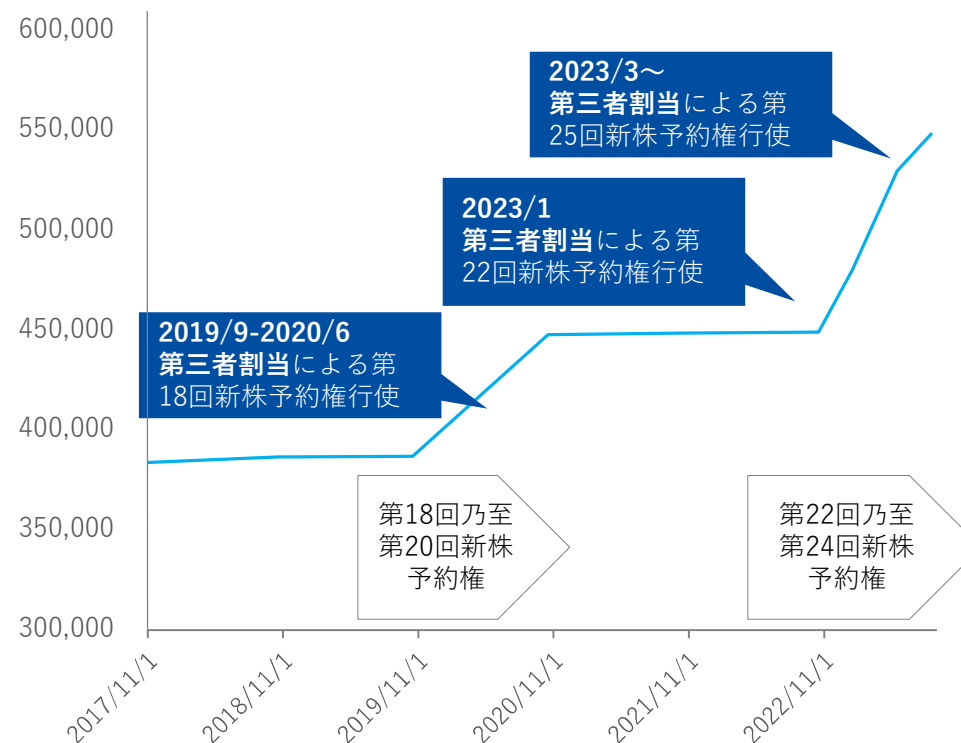 600,000
550,000
500,000
450,000
400,000
350,000
300,000
2023/3～
第三者割当による第
25回新株予約権行使
2023/1
第三者割当による第
22回新株予約権行使
2019/9-2020/6
第三者割当による第
18回新株予約権行使
第18回乃至
第20回新株
予約権
第22回乃至
第24回新株
予約権
2017/11/1
2018/11/1
2019/11/1
2020/11/1
2021/11/1
2022/11/1